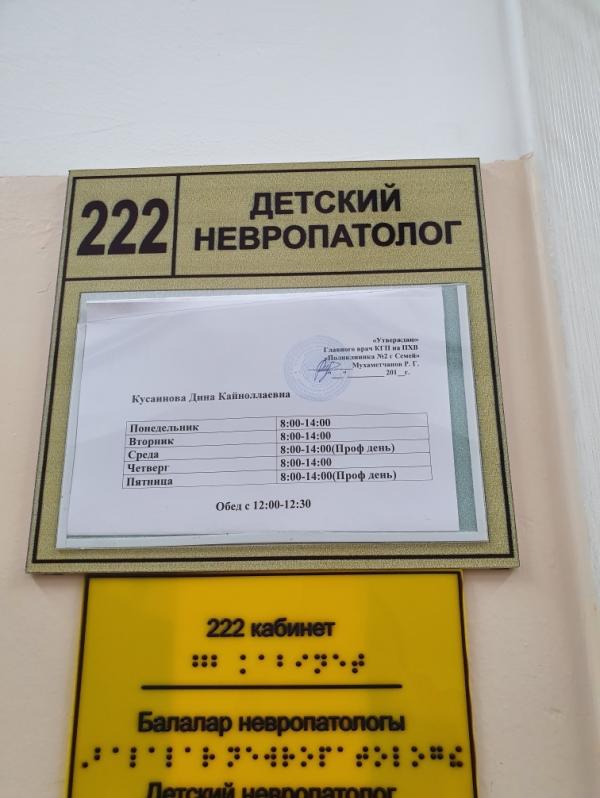 222
ДЕТСКИЙ
НЕВРОПАТОЛОГ
«Утверждаю»
Главного врач КГП на ПХВ
«Поликлиника №2 г Семей»
Мухаметчанов Р. Г.
201__г.
Кусаинова Дина Кайноллаевна
Понедельник 8:00-14:00
Вторник 8:00-14:00
Среда 8:00-14:00(Проф день)
Четверг 8:00-14:00
Пятница 8:00-14:00(Проф день)
Обед с 12:00-12:30
222 кабинет
Балалар невропатологы
Детский невропатолог